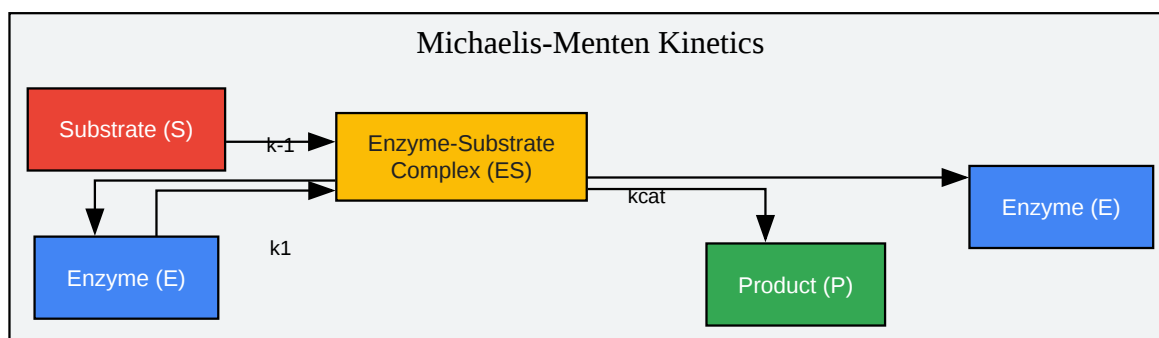 Michaelis-Menten Kinetics
Substrate (S)
k-1
Enzyme-Substrate
Complex (ES)
kcat
Enzyme (E)
k1
Enzyme (E)
Product (P)